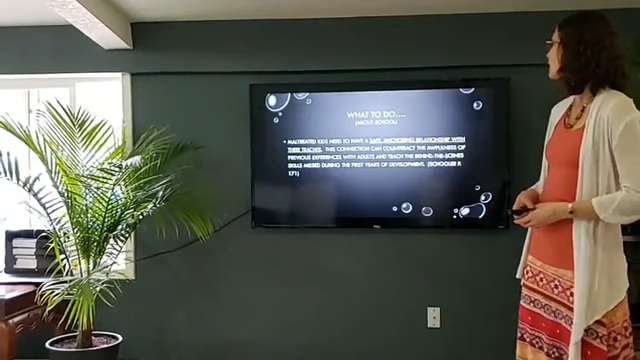 WHAT TO DO....
(ABOUT SCHOOL)
MALTREATED KIDS NEED TO HAVE A SAFE, ANCHORING RELATIONSHIP WITH
THEIR TEACHER. THIS CONNECTION CAN COUNTERACT THE AWFULNESS OF
PREVIOUS EXPERIENCES WITH ADULTS AND TEACH THE BEHIND-THE-SCENES
SKILLS MISSED DURING THE FIRST YEARS OF DEVELOPMENT. (SCHOOLER P.
171)